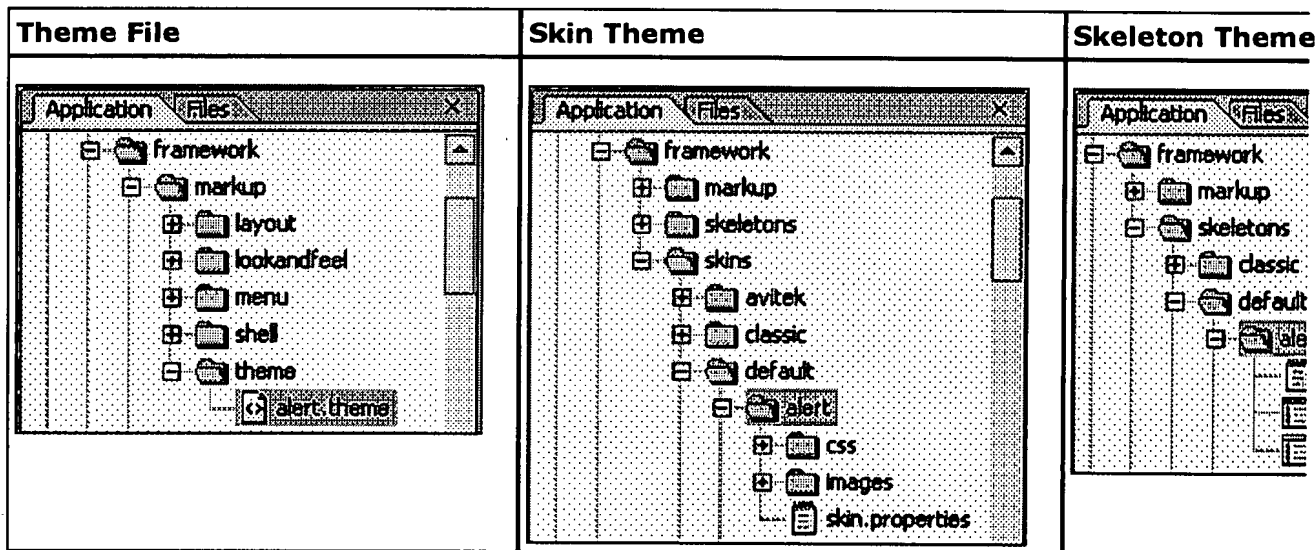 Theme File
Application Files
framework
markup
layout
lookandfeel
menu
shell
theme
alert.theme
Skin Theme
Application Files
framework
markup
skeletons
skins
avitek
classic
default
alert
css
images
skin.properties
Skeleton Theme
Application Files
framework
markup
skeletons
classic
default
ale